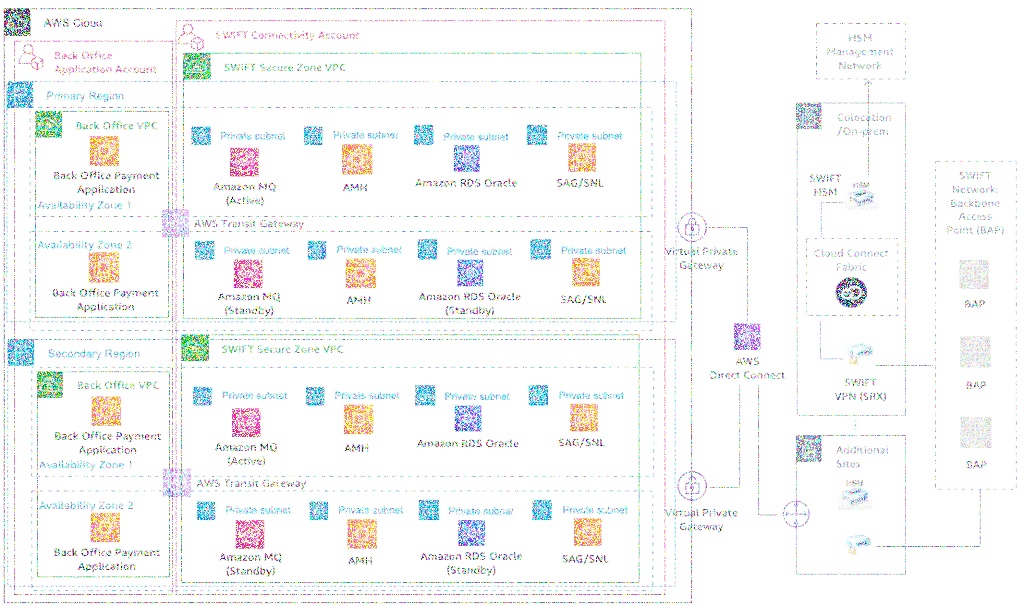 AWS Cloud
SWIFT Connectivity Account
Back Office
Application Account
SWIFT Secure Zone VPC
Primary Region
Back Office VPC
Private subnet
Private subnet
Private subnet
Private subnet
Back Office Payment
Application
Amazon MQ
(Active)
AMH
Amazon RDS Oracle
SAG/SNL
Availability Zone 1
AWS Transit Gateway
Availability Zone 2
Private subnet
Private subnet
Private subnet
Private subnet
Back Office Payment
Application
Amazon MQ
(Standby)
AMH
Amazon RDS Oracle
(Standby)
SAG/SNL
Secondary Region
SWIFT Secure Zone VPC
Back Office VPC
Private subnet
Private subnet
Private subnet
Private subnet
Back Office Payment
Application
Amazon MQ
(Active)
AMH
Amazon RDS Oracle
SAG/SNL
Availability Zone 1
AWS Transit Gateway
Availability Zone 2
Private subnet
Private subnet
Private subnet
Private subnet
Back Office Payment
Application
Amazon MQ
(Standby)
AMH
Amazon RDS Oracle
(Standby)
SAG/SNL
Virtual Private
Gateway
AWS
Direct Connect
Virtual Private
Gateway
HSM
Management
Network
Colocation
/On-prem
SWIFT
HSM
HSM
Cloud Connect
Fabric
SWIFT
VPN (SRX)
Additional
Sites
HSM
SWIFT
Network:
Backbone
Access
Point (BAP)
BAP
BAP
BAP